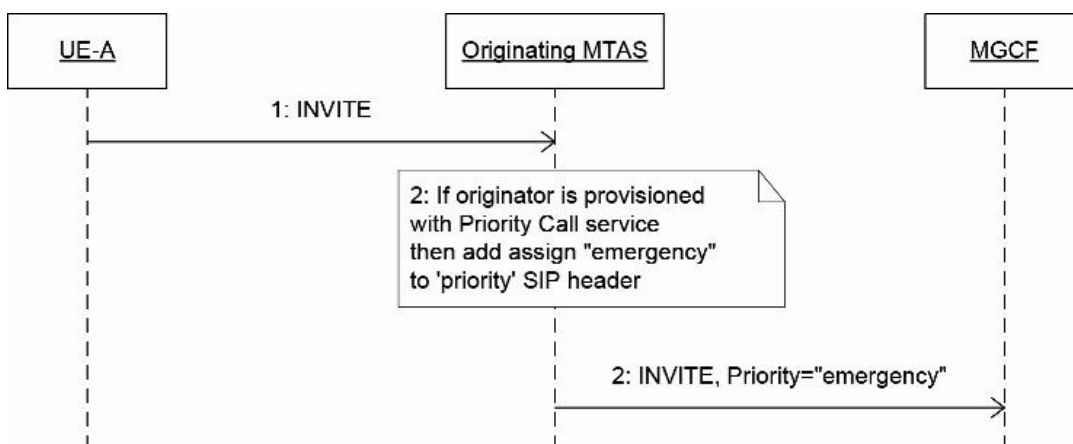 UE-A
Originating MTAS
MGCF
1: INVITE
2: If originator is provisioned
with Priority Call service
then add assign "emergency"
to 'priority' SIP header
2: INVITE, Priority="emergency"